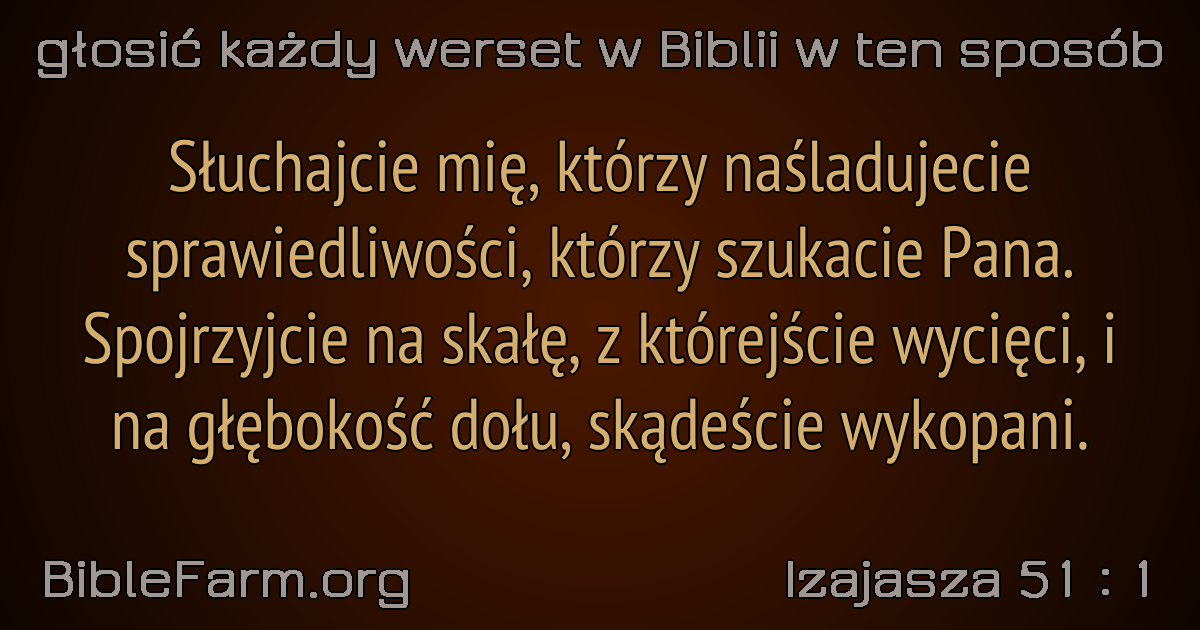 głosić każdy werset w Biblii w ten sposób
Słuchajcie mię, którzy naśladujecie
sprawiedliwości, którzy szukacie Pana.
Spojrzyjcie na skałę, z którejście wycięci, i
na głębokość dołu, skądeście wykopani.
BibleFarm.org
Izajasza 51 : 1